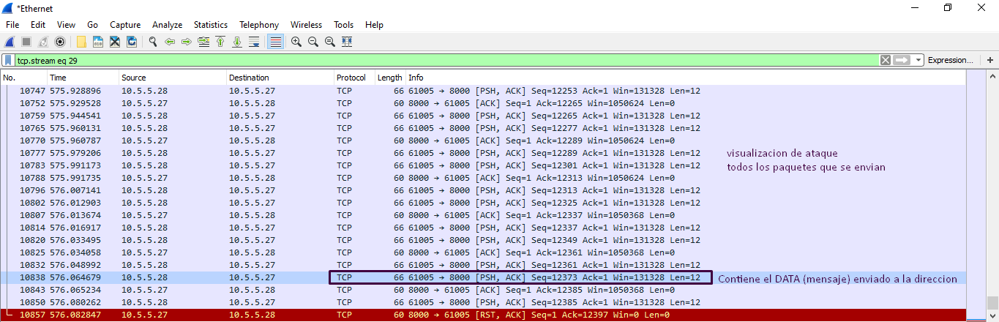 *Ethernet
File Edit View Go Capture Analyze Statistics Telephony Wireless Tools Help
tcp.stream eq 29 Expression... +
No. Time Source Destination Protocol Length Info
10747 575.928896 10.5.5.28 10.5.5.27 TCP 66 61005 → 8000 [PSH, ACK] Seq=12253 Ack=1 Win=131328 Len=12
10752 575.929528 10.5.5.27 10.5.5.28 TCP 60 8000 → 61005 [ACK] Seq=1 Ack=12265 Win=1050624 Len=0
10759 575.944541 10.5.5.28 10.5.5.27 TCP 66 61005 → 8000 [PSH, ACK] Seq=12265 Ack=1 Win=131328 Len=12
10765 575.960131 10.5.5.28 10.5.5.27 TCP 66 61005 → 8000 [PSH, ACK] Seq=12277 Ack=1 Win=131328 Len=12
10770 575.960787 10.5.5.27 10.5.5.28 TCP 60 8000 → 61005 [ACK] Seq=1 Ack=12289 Win=1050624 Len=0
10777 575.979206 10.5.5.28 10.5.5.27 TCP 66 61005 → 8000 [PSH, ACK] Seq=12289 Ack=1 Win=131328 Len=12
visualizacion de ataque
10783 575.991173 10.5.5.28 10.5.5.27 TCP 66 61005 → 8000 [PSH, ACK] Seq=12301 Ack=1 Win=131328 Len=12
todos los paquetes que se envian
10788 575.991735 10.5.5.27 10.5.5.28 TCP 60 8000 → 61005 [ACK] Seq=1 Ack=12313 Win=1050624 Len=0
10796 576.007141 10.5.5.28 10.5.5.27 TCP 66 61005 → 8000 [PSH, ACK] Seq=12313 Ack=1 Win=131328 Len=12
10802 576.012903 10.5.5.28 10.5.5.27 TCP 66 61005 → 8000 [PSH, ACK] Seq=12325 Ack=1 Win=131328 Len=12
10807 576.013674 10.5.5.27 10.5.5.28 TCP 60 8000 → 61005 [ACK] Seq=1 Ack=12337 Win=1050368 Len=0
10814 576.016917 10.5.5.28 10.5.5.27 TCP 66 61005 → 8000 [PSH, ACK] Seq=12337 Ack=1 Win=131328 Len=12
10820 576.033495 10.5.5.28 10.5.5.27 TCP 66 61005 → 8000 [PSH, ACK] Seq=12349 Ack=1 Win=131328 Len=12
10825 576.034058 10.5.5.27 10.5.5.28 TCP 60 8000 → 61005 [ACK] Seq=1 Ack=12361 Win=1050368 Len=0
10832 576.048992 10.5.5.28 10.5.5.27 TCP 66 61005 → 8000 [PSH, ACK] Seq=12361 Ack=1 Win=131328 Len=12
10838 576.064679 10.5.5.28 10.5.5.27 TCP 66 61005 → 8000 [PSH, ACK] Seq=12373 Ack=1 Win=131328 Len=12 Contiene el DATA (mensaje) enviado a la direccion
10843 576.065234 10.5.5.27 10.5.5.28 TCP 60 8000 → 61005 [ACK] Seq=1 Ack=12385 Win=1050368 Len=0
10850 576.080262 10.5.5.28 10.5.5.27 TCP 66 61005 → 8000 [PSH, ACK] Seq=12385 Ack=1 Win=131328 Len=12
10857 576.082847 10.5.5.27 10.5.5.28 TCP 60 8000 → 61005 [RST, ACK] Seq=1 Ack=12397 Win=0 Len=0